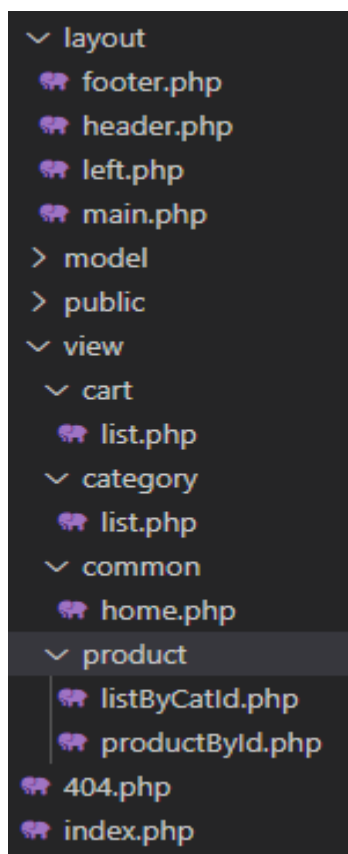 layout
footer.php
header.php
left.php
main.php
model
public
view
cart
list.php
category
list.php
common
home.php
product
listByCatId.php
productById.php
404.php
index.php